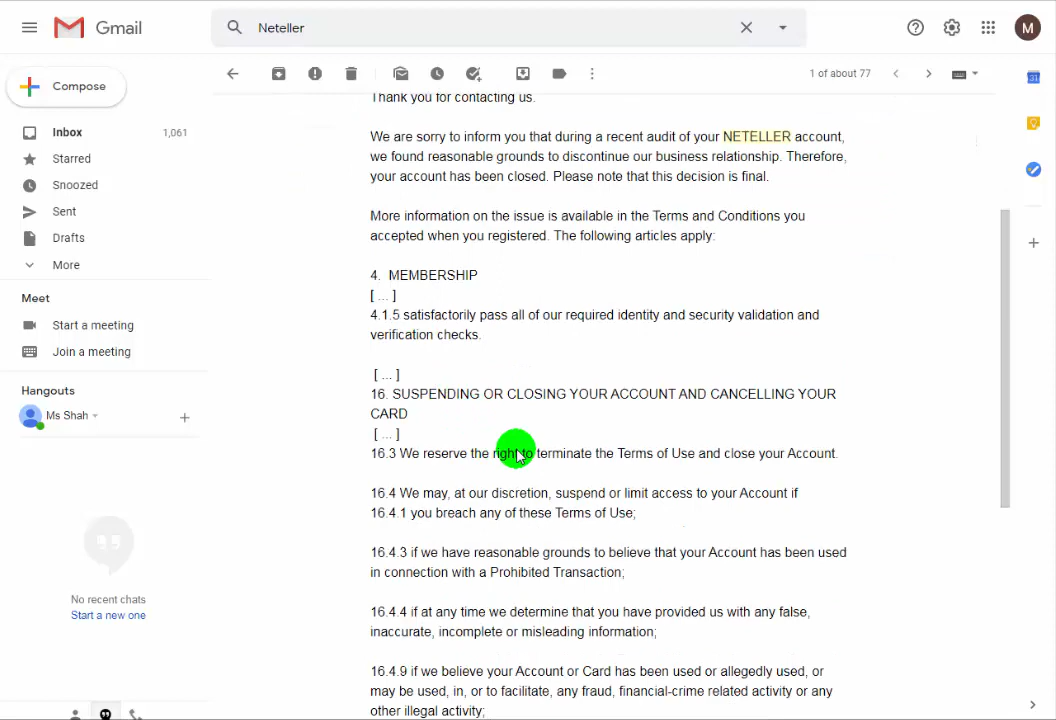 Gmail
Neteller
M
Compose
1 of about 77
31
Inbox 1,061
Starred
Snoozed
Sent
Drafts
More
Meet
Start a meeting
Join a meeting
Hangouts
Ms Shah
No recent chats
Start a new one
Thank you for contacting us.
We are sorry to inform you that during a recent audit of your NETELLER account,
we found reasonable grounds to discontinue our business relationship. Therefore,
your account has been closed. Please note that this decision is final.
More information on the issue is available in the Terms and Conditions you
accepted when you registered. The following articles apply:
4. MEMBERSHIP
[ ... ]
4.1.5 satisfactorily pass all of our required identity and security validation and
verification checks.
[ ... ]
16. SUSPENDING OR CLOSING YOUR ACCOUNT AND CANCELLING YOUR
CARD
[ ... ]
16.3 We reserve the right to terminate the Terms of Use and close your Account.
16.4 We may, at our discretion, suspend or limit access to your Account if
16.4.1 you breach any of these Terms of Use;
16.4.3 if we have reasonable grounds to believe that your Account has been used
in connection with a Prohibited Transaction;
16.4.4 if at any time we determine that you have provided us with any false,
inaccurate, incomplete or misleading information;
16.4.9 if we believe your Account or Card has been used or allegedly used, or
may be used, in, or to facilitate, any fraud, financial-crime related activity or any
other illegal activity;